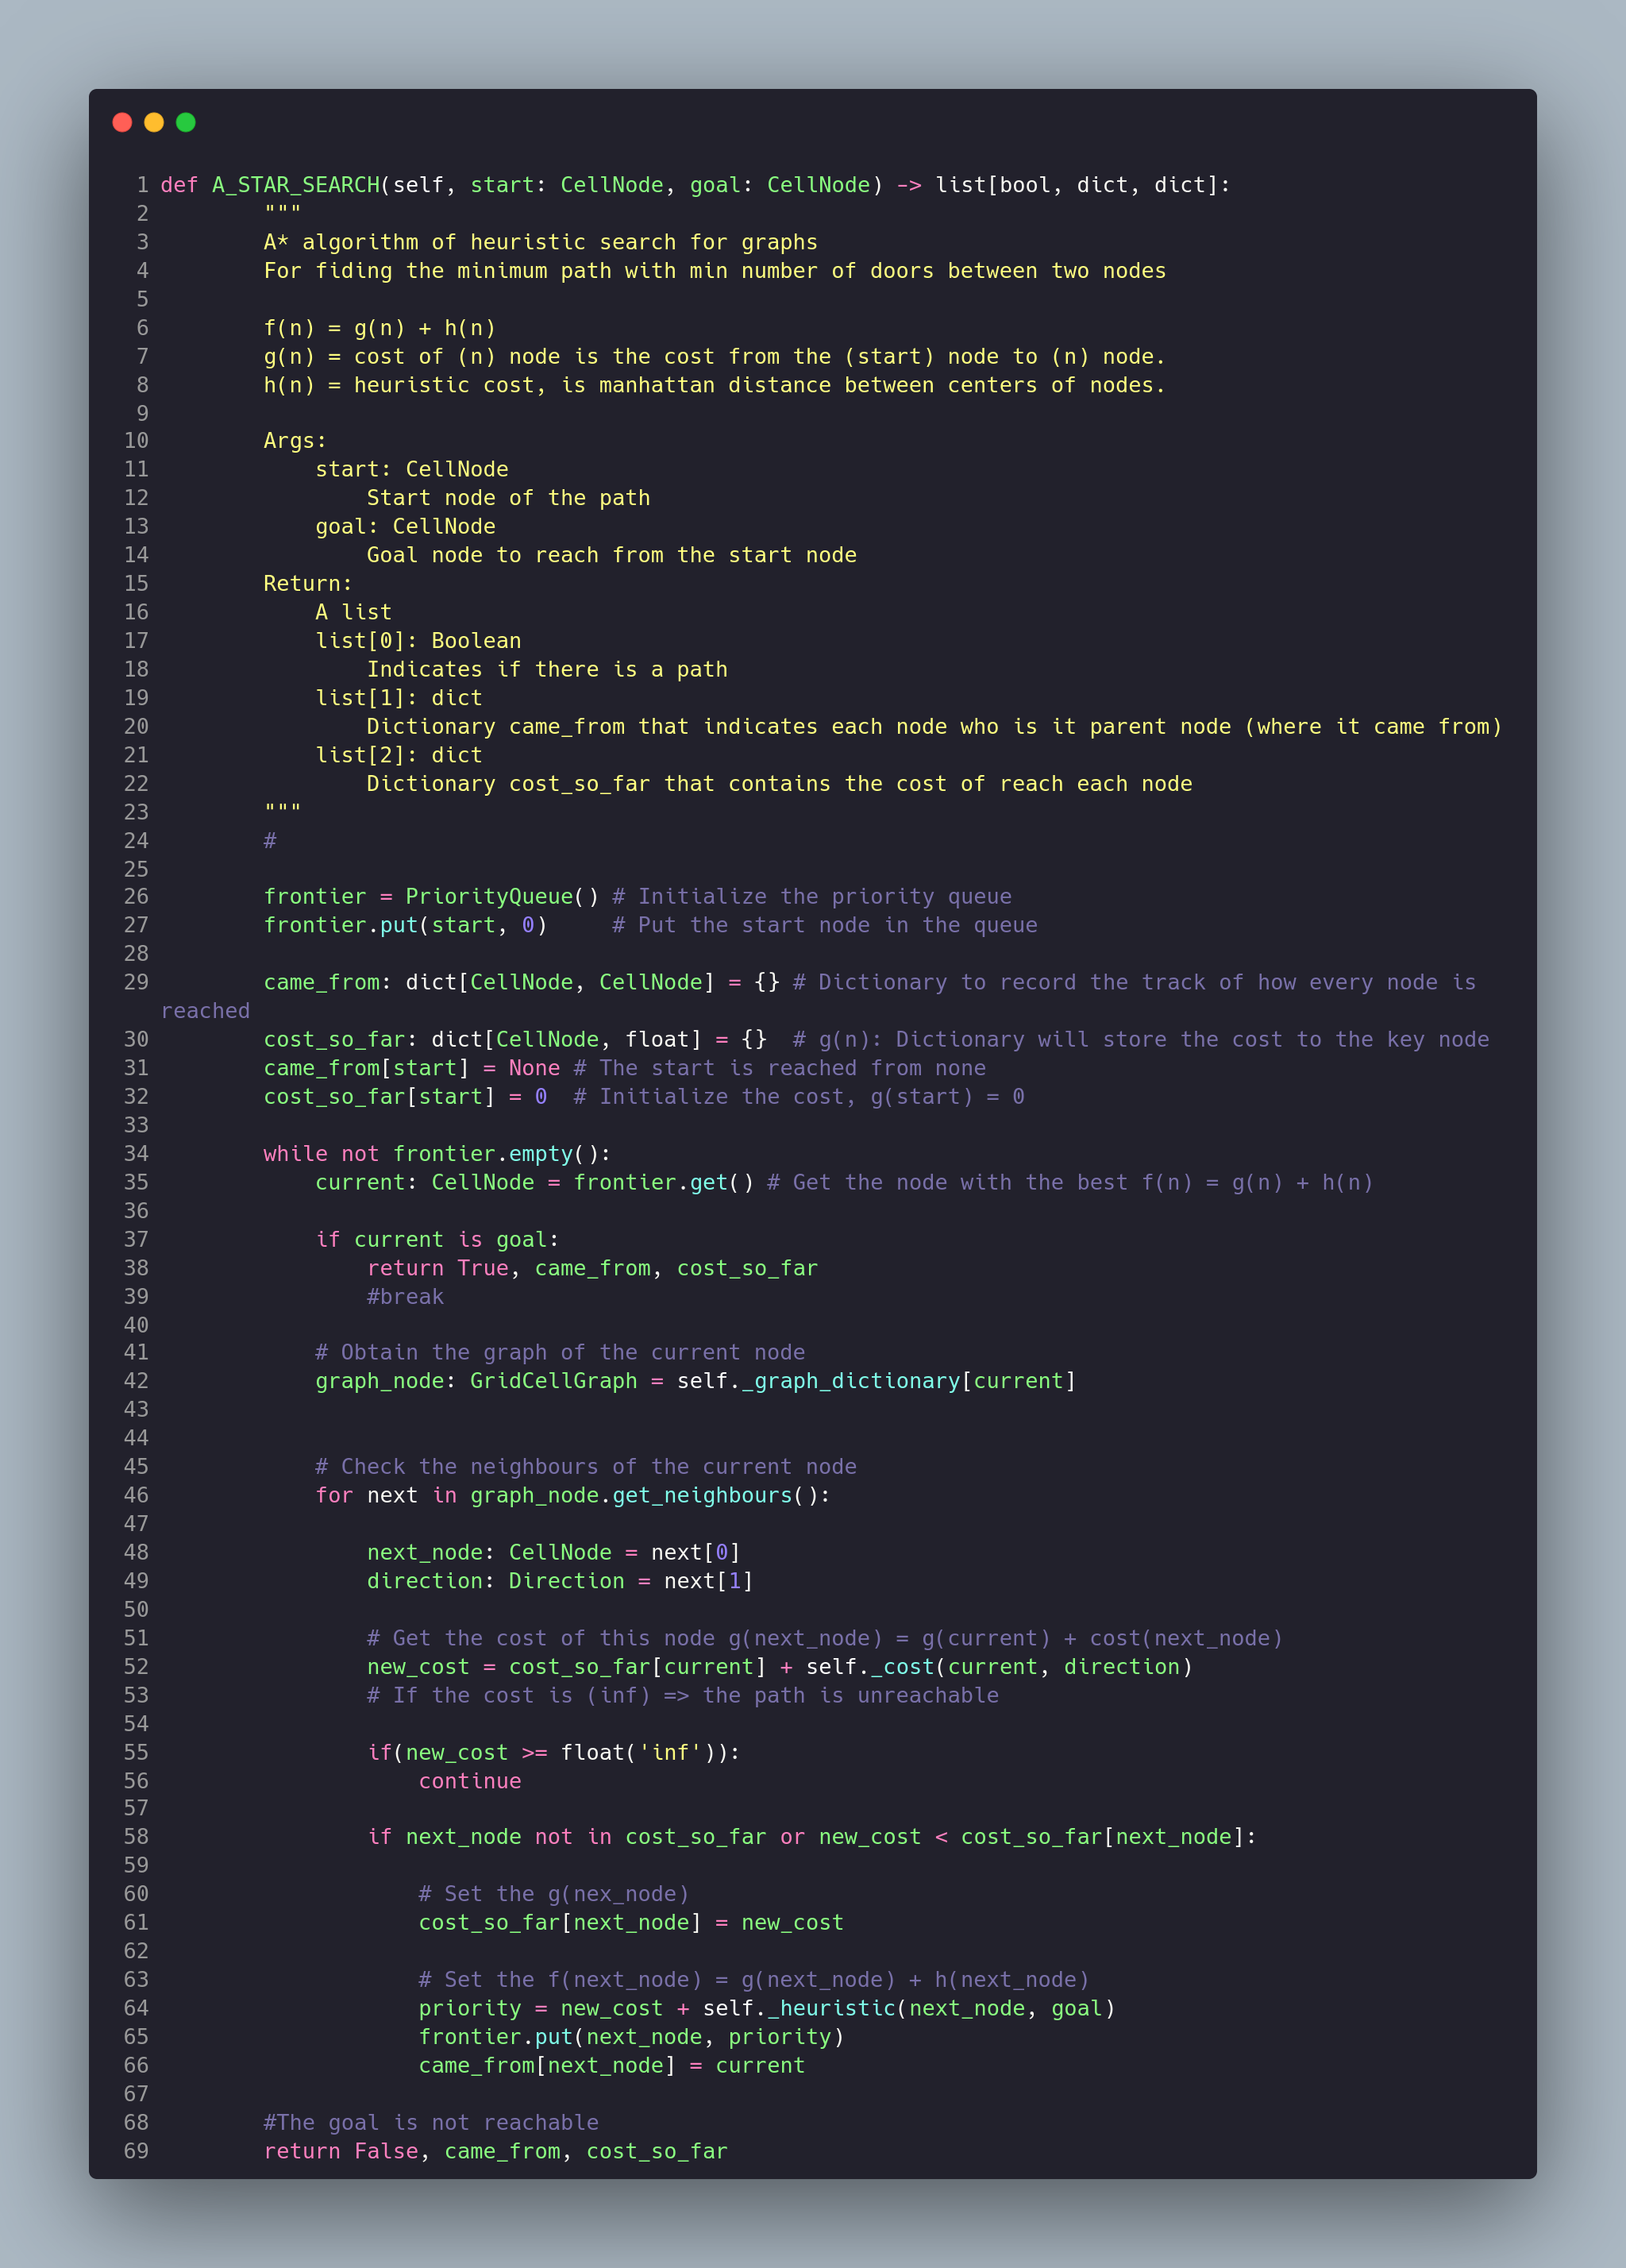 1 def A_STAR_SEARCH(self, start: CellNode, goal: CellNode) -> list[bool, dict, dict]:
2         """
3         A* algorithm of heuristic search for graphs
4         For fiding the minimum path with min number of doors between two nodes
5
6         f(n) = g(n) + h(n)
7         g(n) = cost of (n) node is the cost from the (start) node to (n) node.
8         h(n) = heuristic cost, is manhattan distance between centers of nodes.
9
10         Args:
11             start: CellNode
12                 Start node of the path
13             goal: CellNode
14                 Goal node to reach from the start node
15         Return:
16             A list
17             list[0]: Boolean
18                 Indicates if there is a path
19             list[1]: dict
20                 Dictionary came_from that indicates each node who is it parent node (where it came from)
21             list[2]: dict
22                 Dictionary cost_so_far that contains the cost of reach each node
23         """
24         #
25
26         frontier = PriorityQueue() # Initialize the priority queue
27         frontier.put(start, 0)     # Put the start node in the queue
28
29         came_from: dict[CellNode, CellNode] = {} # Dictionary to record the track of how every node is
reached
30         cost_so_far: dict[CellNode, float] = {}  # g(n): Dictionary will store the cost to the key node
31         came_from[start] = None # The start is reached from none
32         cost_so_far[start] = 0  # Initialize the cost, g(start) = 0
33
34         while not frontier.empty():
35             current: CellNode = frontier.get() # Get the node with the best f(n) = g(n) + h(n)
36
37             if current is goal:
38                 return True, came_from, cost_so_far
39                 #break
40
41             # Obtain the graph of the current node
42             graph_node: GridCellGraph = self._graph_dictionary[current]
43
44
45             # Check the neighbours of the current node
46             for next in graph_node.get_neighbours():
47
48                 next_node: CellNode = next[0]
49                 direction: Direction = next[1]
50
51                 # Get the cost of this node g(next_node) = g(current) + cost(next_node)
52                 new_cost = cost_so_far[current] + self._cost(current, direction)
53                 # If the cost is (inf) => the path is unreachable
54
55                 if(new_cost >= float('inf')):
56                     continue
57
58                 if next_node not in cost_so_far or new_cost < cost_so_far[next_node]:
59
60                     # Set the g(nex_node)
61                     cost_so_far[next_node] = new_cost
62
63                     # Set the f(next_node) = g(next_node) + h(next_node)
64                     priority = new_cost + self._heuristic(next_node, goal)
65                     frontier.put(next_node, priority)
66                     came_from[next_node] = current
67
68         #The goal is not reachable
69         return False, came_from, cost_so_far